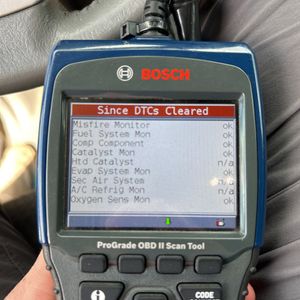 BOSCH
Since DTCs Cleared
Misfire Monitor ok
Fuel System Mon ok
Comp Component ok
Catalyst Mon ok
Htd Catalyst n/a
Evap System Mon ok
Sec Air System n/a
A/C Refrig Mon n/a
Oxygen Sens Mon ok
ProGrade OBD II Scan Tool
CODE